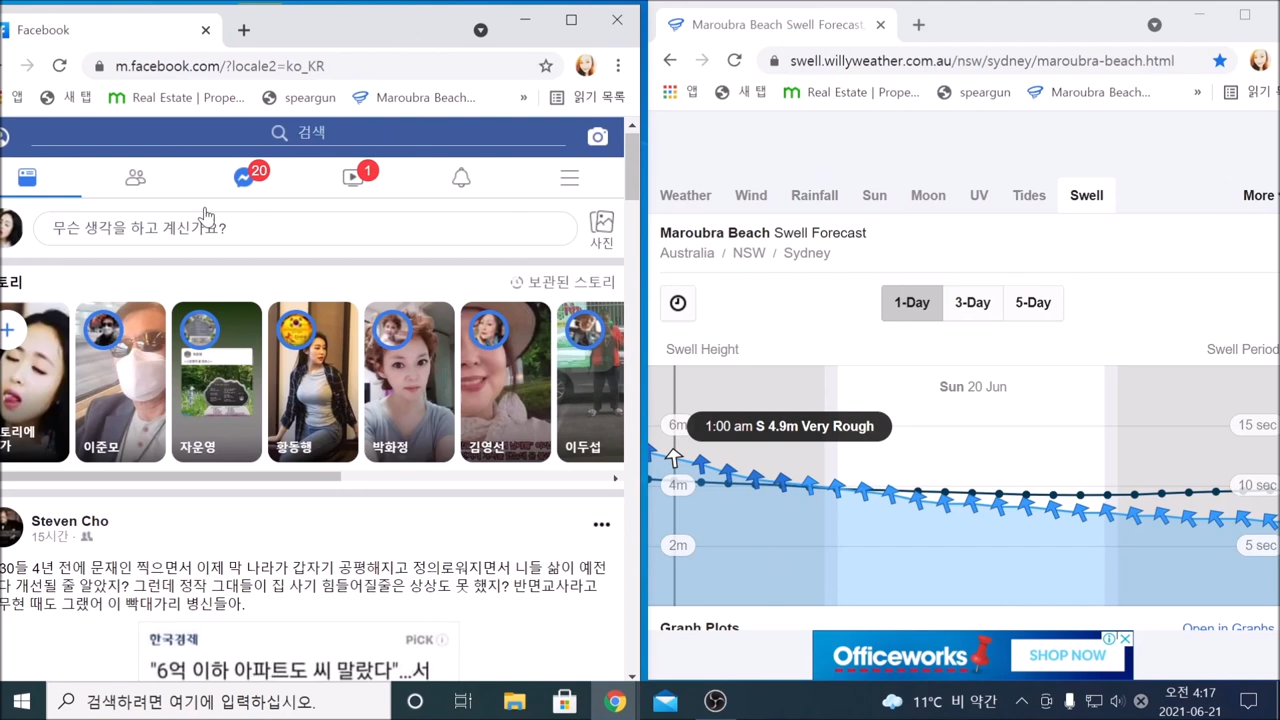 Facebook
m.facebook.com/?locale2=ko_KR
앱
새 탭
Real Estate | Prope...
speargun
Maroubra Beach...
»
읽기 목록
검색
20
1
무슨 생각을 하고 계신가요?
사진
토리
보관된 스토리
토리에
가
이준모
자운영
황동행
박화정
김영선
이두섭
Steven Cho
15시간 ·
30들 4년 전에 문재인 찍으면서 이제 막 나라가 갑자기 공평해지고 정의로워지면서 니들 삶이 예전
다 개선될 줄 알았지? 그런데 정작 그대들이 집 사기 힘들어질줄은 상상도 못 했지? 반면교사라고
무현 때도 그랬어 이 빡대가리 병신들아.
한국경제
PiCK
"6억 이하 아파트도 씨 말랐다"...서
Maroubra Beach Swell Forecast
swell.willyweather.com.au/nsw/sydney/maroubra-beach.html
앱
새 탭
Real Estate | Prope...
speargun
Maroubra Beach...
»
읽기
Weather Wind Rainfall Sun Moon UV Tides Swell More
Maroubra Beach Swell Forecast
Australia / NSW / Sydney
1-Day 3-Day 5-Day
Swell Height
Swell Period
Sun 20 Jun
6m
1:00 am S 4.9m Very Rough
15 sec
4m
10 sec
2m
5 sec
Graph Plots
Open in Graphs
Officeworks
SHOP NOW
검색하려면 여기에 입력하십시오.
11°C 비 약간
오전 4:17
2021-06-21